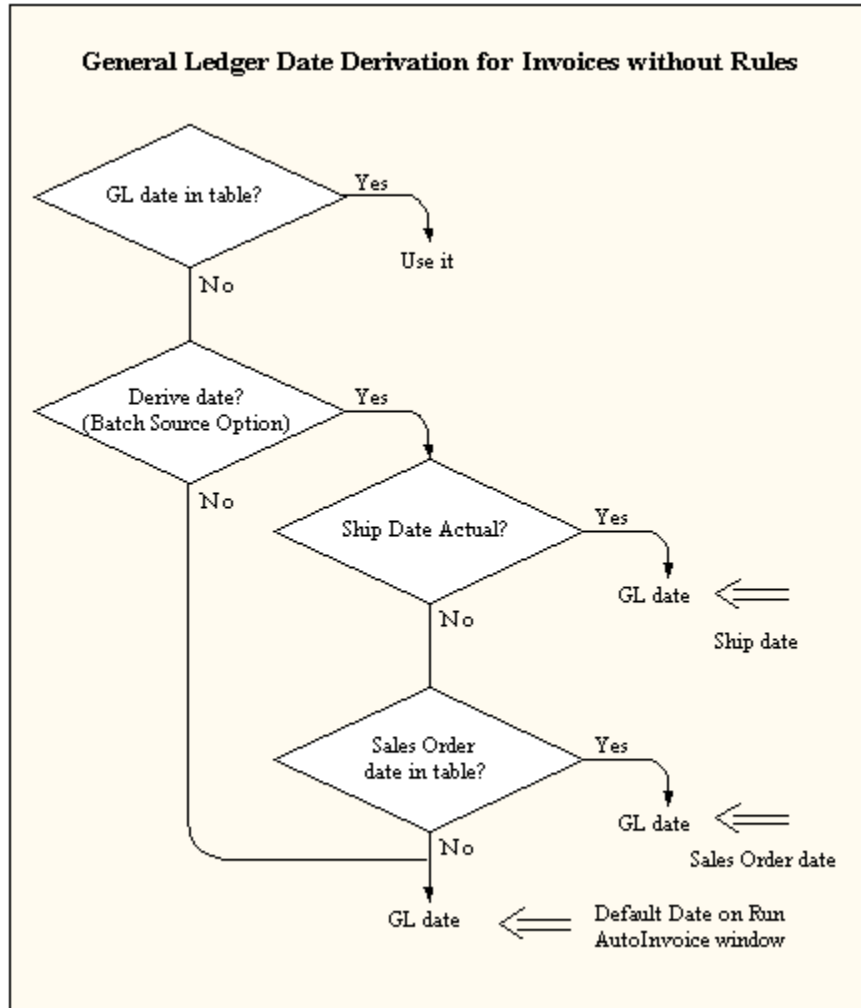 General Ledger Date Derivation for Invoices without Rules
GL date in table?
Yes
Use it
No
Derive date?
(Batch Source Option)
Yes
No
Ship Date Actual?
Yes
GL date
Ship date
No
Sales Order
date in table?
Yes
GL date
Sales Order date
No
GL date
Default Date on Run
AutoInvoice window